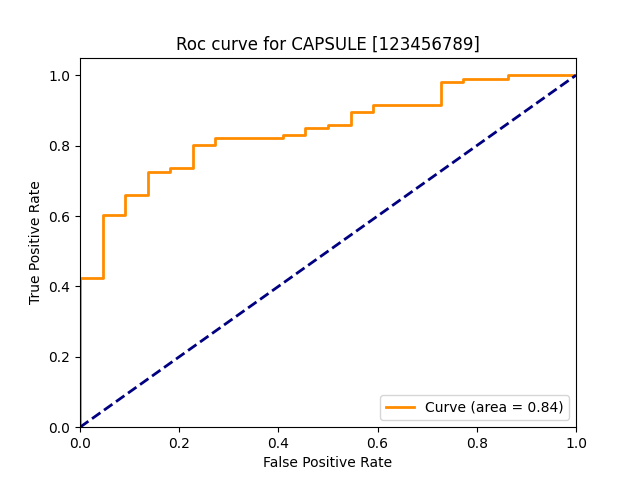 Roc curve for CAPSULE [123456789]
True Positive Rate
1.0
0.8
0.6
0.4
0.2
0.0
0.0 0.2 0.4 0.6 0.8 1.0
False Positive Rate
Curve (area = 0.84)